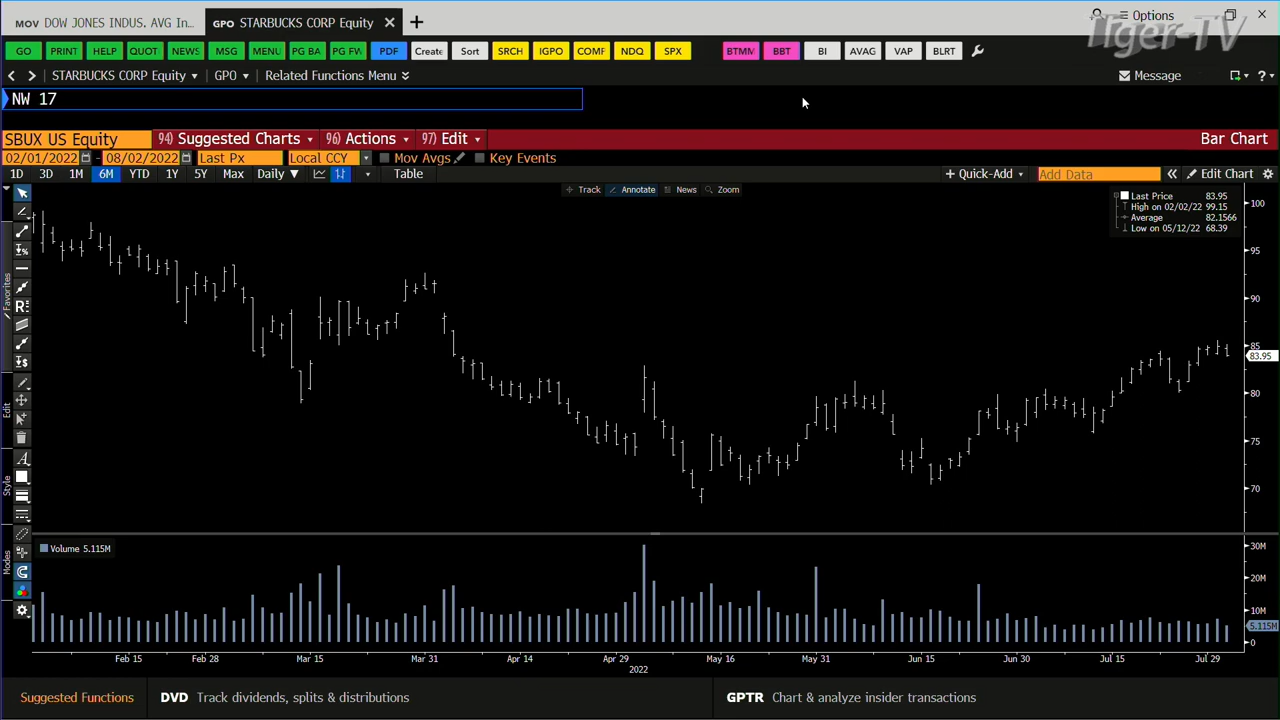 MOV DOW JONES INDUS. AVG In... GPO STARBUCKS CORP Equity
Options
Tiger-TV
GO PRINT HELP QUOT NEWS MSG MENU PG BA PG FW PDF Create Sort SRCH IGPO COMF NDQ SPX BTMM BBT BI AVAG VAP BLRT
STARBUCKS CORP Equity GPO Related Functions Menu Message ?
NW 17
SBUX US Equity 94) Suggested Charts 96) Actions 97) Edit Bar Chart
02/01/2022 - 08/02/2022 Last Px Local CCY Mov Avgs Key Events
1D 3D 1M 6M YTD 1Y 5Y Max Daily Table + Quick-Add Add Data Edit Chart
Track Annotate News Zoom
Last Price 83.95
High on 02/02/22 99.15
Average 82.1566
Low on 05/12/22 68.39
100
95
90
85
83.95
80
75
70
Favorites
Edit
Style
Modes
Volume 5.115M
30M
20M
10M
5.115M
0
Feb 15 Feb 28 Mar 15 Mar 31 Apr 14 Apr 29 May 16 May 31 Jun 15 Jun 30 Jul 15 Jul 29
2022
Suggested Functions DVD Track dividends, splits & distributions GPTR Chart & analyze insider transactions